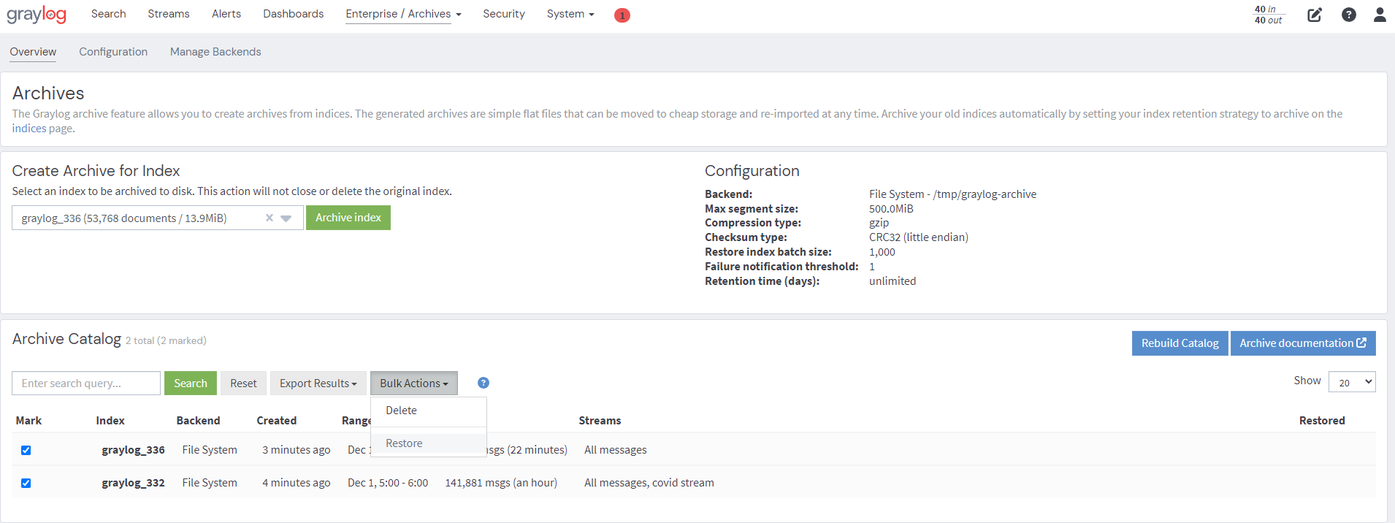 graylog Search Streams Alerts Dashboards Enterprise / Archives Security System 1 40 in
40 out
Overview Configuration Manage Backends
Archives
The Graylog archive feature allows you to create archives from indices. The generated archives are simple flat files that can be moved to cheap storage and re-imported at any time. Archive your old indices automatically by setting your index retention strategy to archive on the
indices page.
Create Archive for Index
Select an index to be archived to disk. This action will not close or delete the original index.
graylog_336 (53,768 documents / 13.9MiB) × Archive index
Configuration
Backend: File System - /tmp/graylog-archive
Max segment size: 500.0MiB
Compression type: gzip
Checksum type: CRC32 (little endian)
Restore index batch size: 1,000
Failure notification threshold: 1
Retention time (days): unlimited
Archive Catalog 2 total (2 marked) Rebuild Catalog Archive documentation
Enter search query... Search Reset Export Results Bulk Actions ? Show 20
Delete
Restore
Mark Index Backend Created Streams Restored
graylog_336 File System 3 minutes ago Dec (22 minutes) All messages
graylog_332 File System 4 minutes ago Dec 1, 5:00 - 6:00 141,881 msgs (an hour) All messages, covid stream